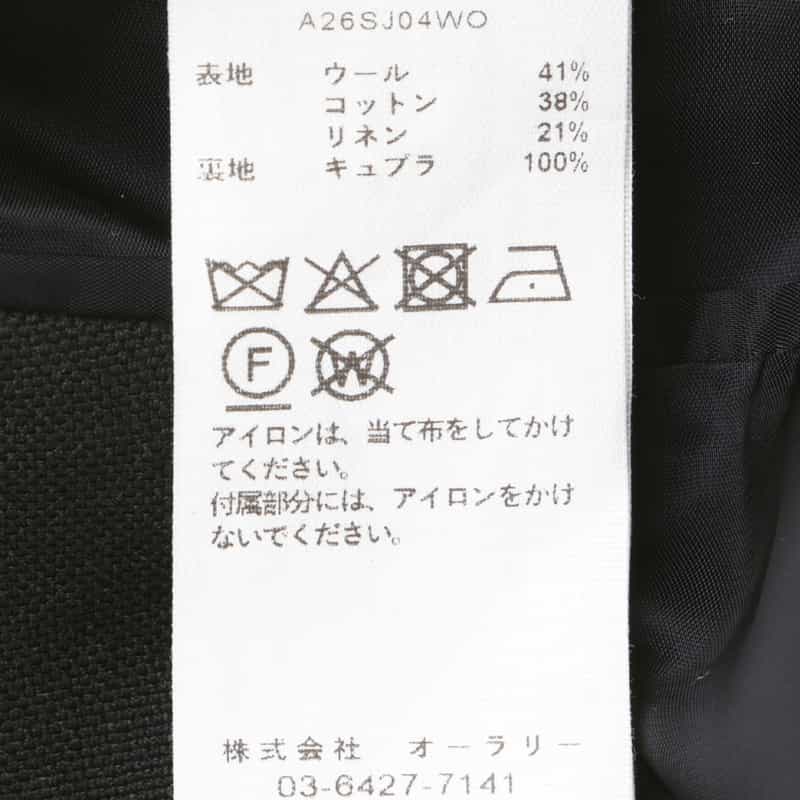 A26SJ04WO
表地 ウール 41%
コットン 38%
リネン 21%
裏地 キュプラ 100%
F W
アイロンは、当て布をしてかけ
てください。
付属部分には、アイロンをかけ
ないでください。
株式会社 オーラリー
03-6427-7141